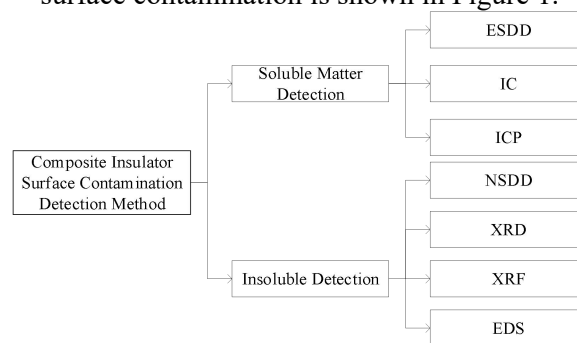 surface contamination is shown in Figure 1.
ESDD
Soluble Matter
Detection
IC
ICP
Composite Insulator
Surface Contamination
Detection Method
NSDD
XRD
Insoluble Detection
XRF
EDS